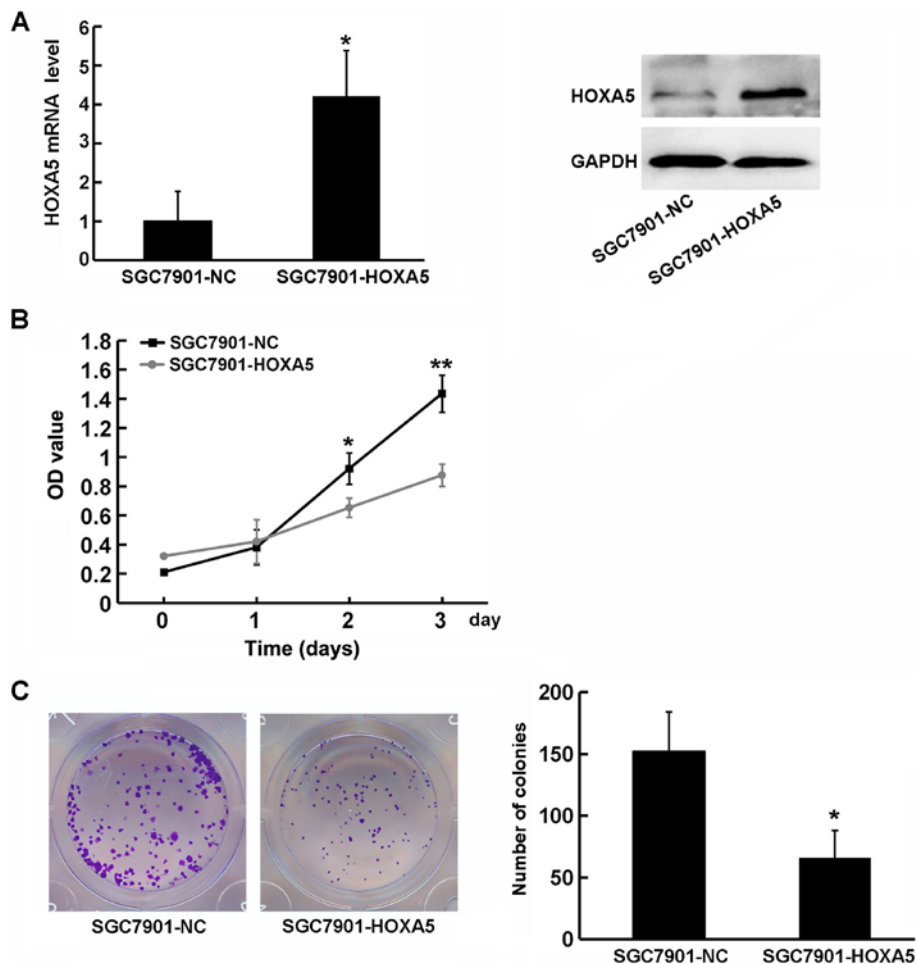 A
HOXA5 mRNA level
6
5
4
3
2
1
0
*
SGC7901-NC
SGC7901-HOXA5
HOXA5
GAPDH
SGC7901-NC
SGC7901-HOXA5
B
SGC7901-NC
SGC7901-HOXA5
OD value
1.8
1.6
1.4
1.2
1
0.8
0.6
0.4
0.2
0
*
**
0 1 2 3 day
Time (days)
C
SGC7901-NC
SGC7901-HOXA5
Number of colonies
200
150
100
50
0
*
SGC7901-NC
SGC7901-HOXA5